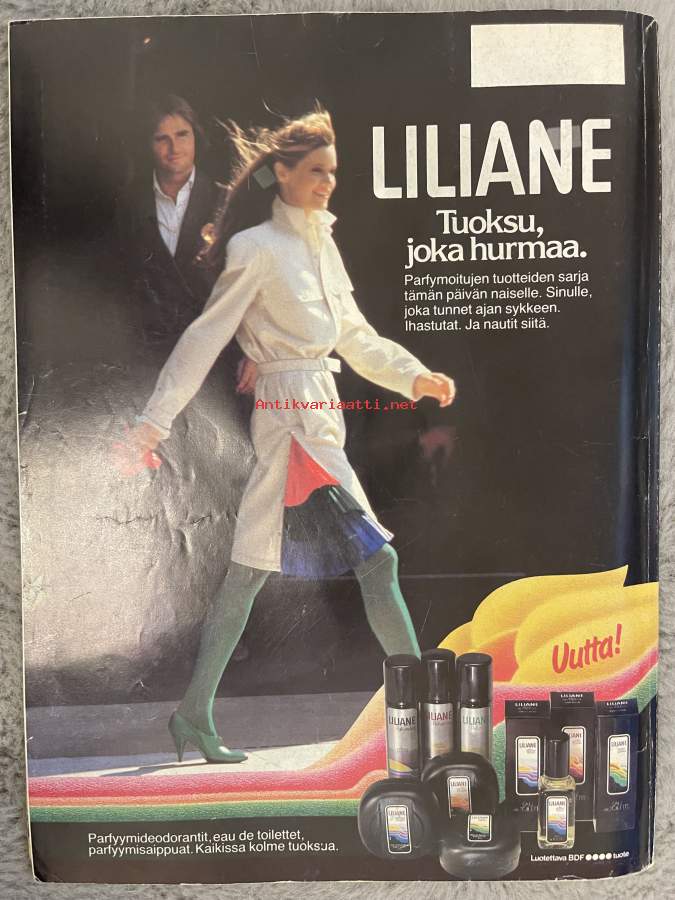 LILIANE
Tuoksu,
joka hurmaa.
Parfymoitujen tuotteiden sarja
tämän päivän naiselle. Sinulle,
joka tunnet ajan sykkeen.
Ihastutat. Ja nautit siitä.
Antikvariaatti.net
Uutta!
LILIANE
LILIANE
LILIANE
LILIANE
LILIANE
LILIANE
LILIANE
Parfyymideodorantit, eau de toilettet,
parfyymisaippuat. Kaikissa kolme tuoksua.
Luotettava BDF ●●●● tuote